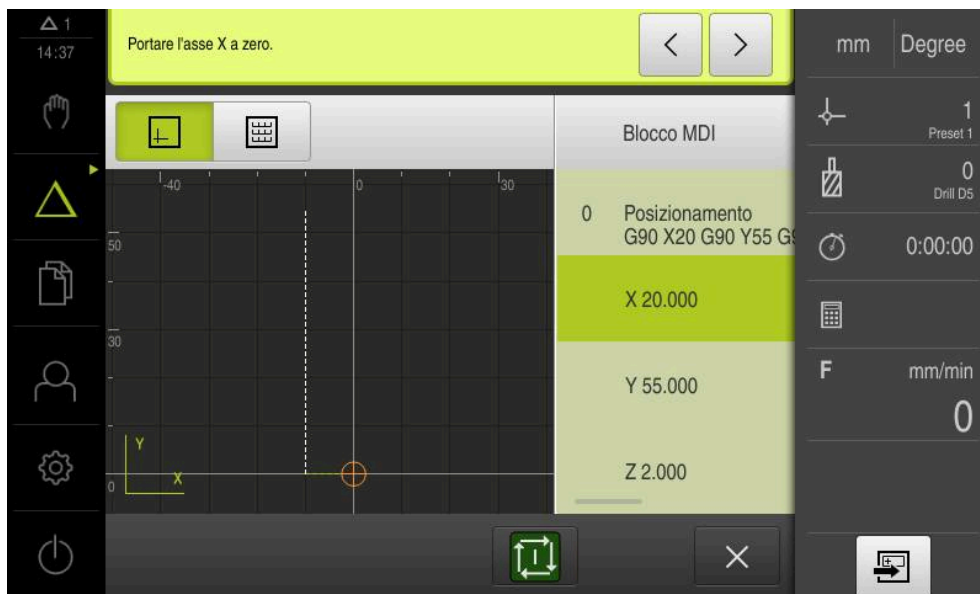 1
14:37
Portare l'asse X a zero.
mm Degree
1
Preset 1
0
Drill D5
0:00:00
F mm/min
0
Blocco MDI
0 Posizionamento
G90 X20 G90 Y55
X 20.000
Y 55.000
Z 2.000
-40 0 30
50
30
0
Y
X